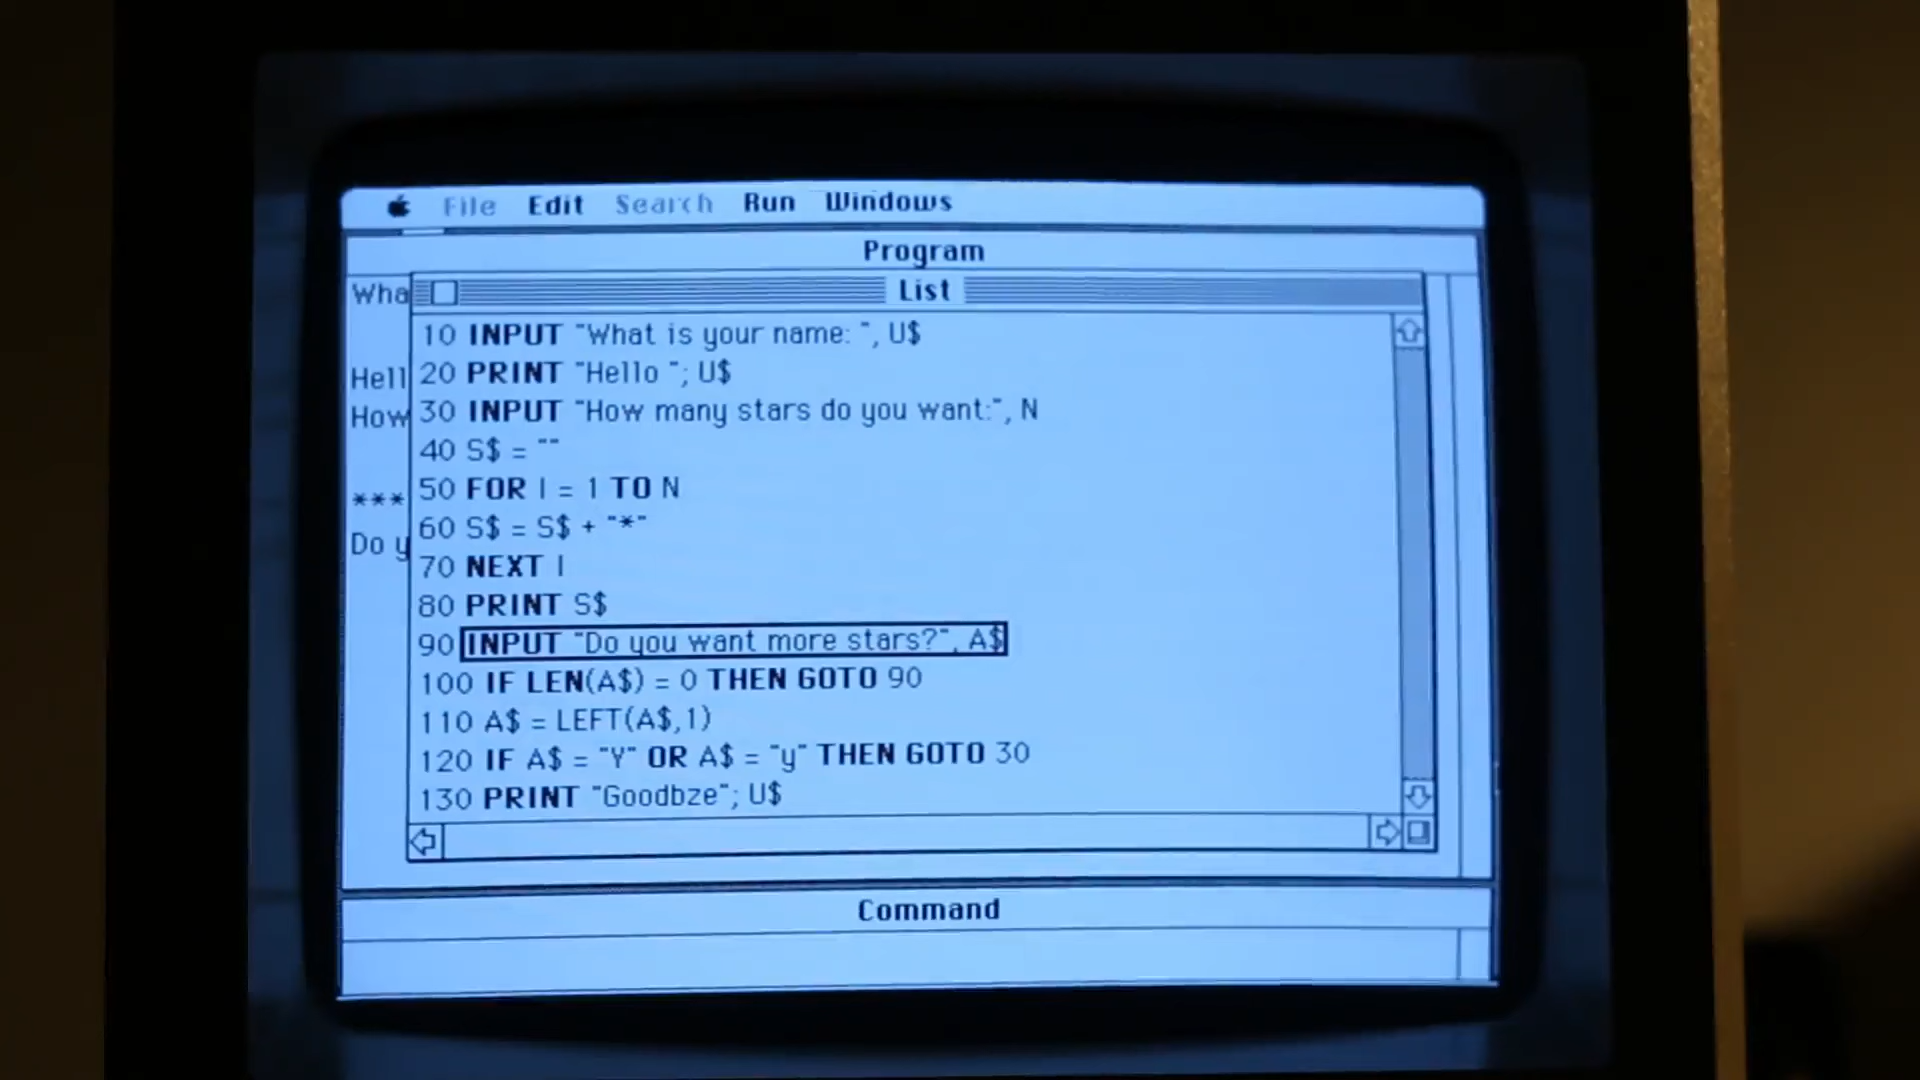 File Edit Search Run Windows
Program
List
Wha
Hell
How
***
Do y
10 INPUT "What is your name: ", U$
20 PRINT "Hello "; U$
30 INPUT "How many stars do you want:", N
40 S$ = ""
50 FOR I = 1 TO N
60 S$ = S$ + "*"
70 NEXT I
80 PRINT S$
90 INPUT "Do you want more stars?", A$
100 IF LEN(A$) = 0 THEN GOTO 90
110 A$ = LEFT(A$,1)
120 IF A$ = "Y" OR A$ = "y" THEN GOTO 30
130 PRINT "Goodbze"; U$
Command